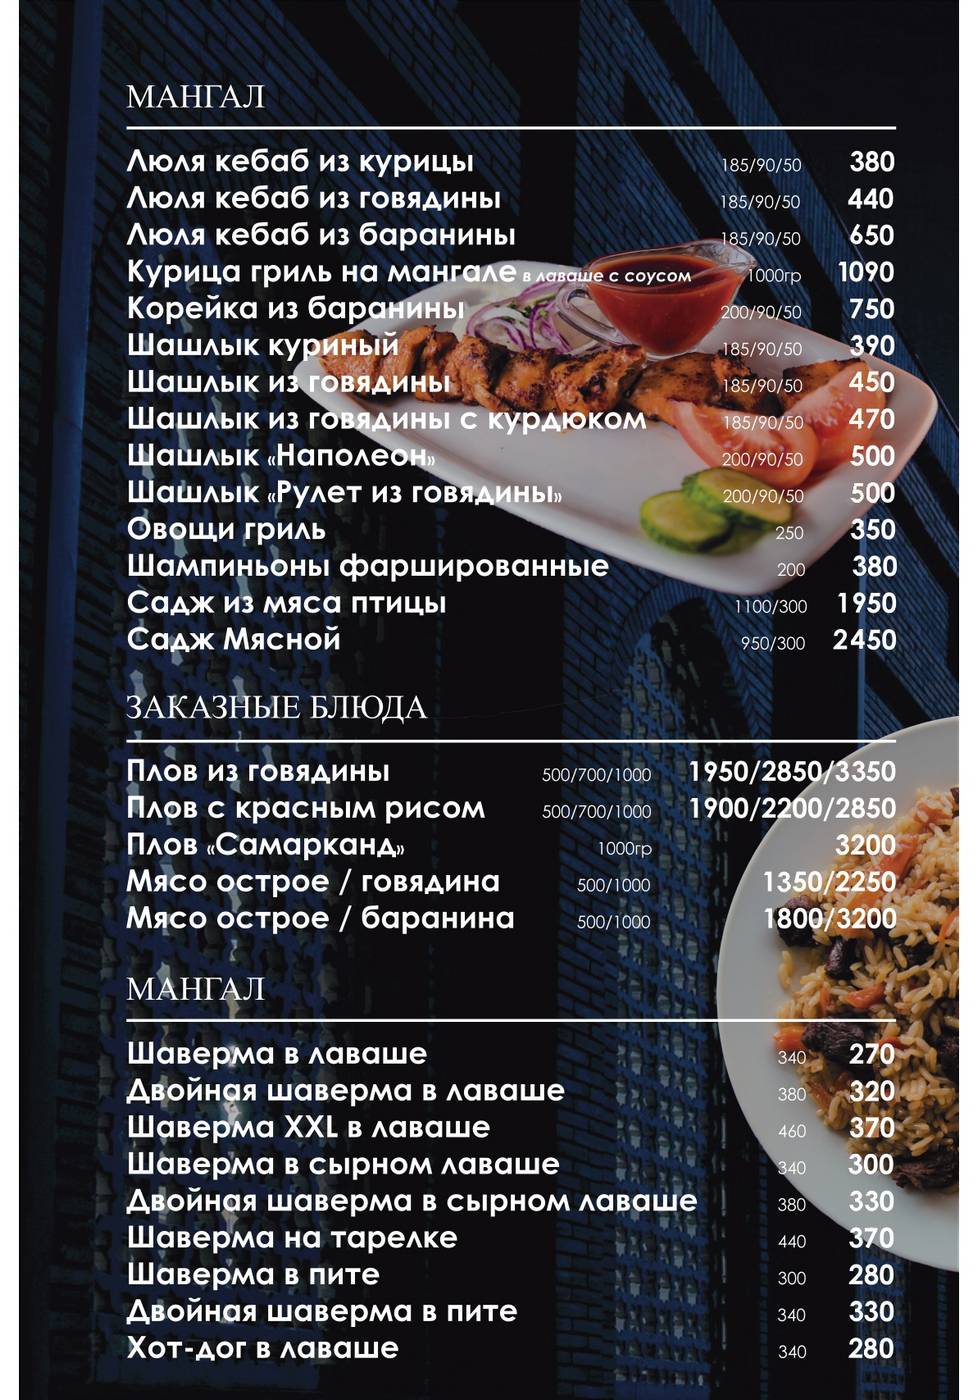 МАНГАЛ
Люля кебаб из курицы 185/90/50 380
Люля кебаб из говядины 185/90/50 440
Люля кебаб из баранины 185/90/50 650
Курица гриль на мангале в лаваше с соусом 1000гр 1090
Корейка из баранины 200/90/50 750
Шашлык куриный 185/90/50 390
Шашлык из говядины 185/90/50 450
Шашлык из говядины с курдюком 185/90/50 470
Шашлык «Наполеон» 200/90/50 500
Шашлык «Рулет из говядины» 200/90/50 500
Овощи гриль 250 350
Шампиньоны фаршированные 200 380
Садж из мяса птицы 1100/300 1950
Садж Мясной 950/300 2450
ЗАКАЗНЫЕ БЛЮДА
Плов из говядины 500/700/1000 1950/2850/3350
Плов с красным рисом 500/700/1000 1900/2200/2850
Плов «Самарканд» 1000гр 3200
Мясо острое / говядина 500/1000 1350/2250
Мясо острое / баранина 500/1000 1800/3200
МАНГАЛ
Шаверма в лаваше 340 270
Двойная шаверма в лаваше 380 320
Шаверма XXL в лаваше 460 370
Шаверма в сырном лаваше 340 300
Двойная шаверма в сырном лаваше 380 330
Шаверма на тарелке 440 370
Шаверма в пите 300 280
Двойная шаверма в пите 340 330
Хот-дог в лаваше 340 280